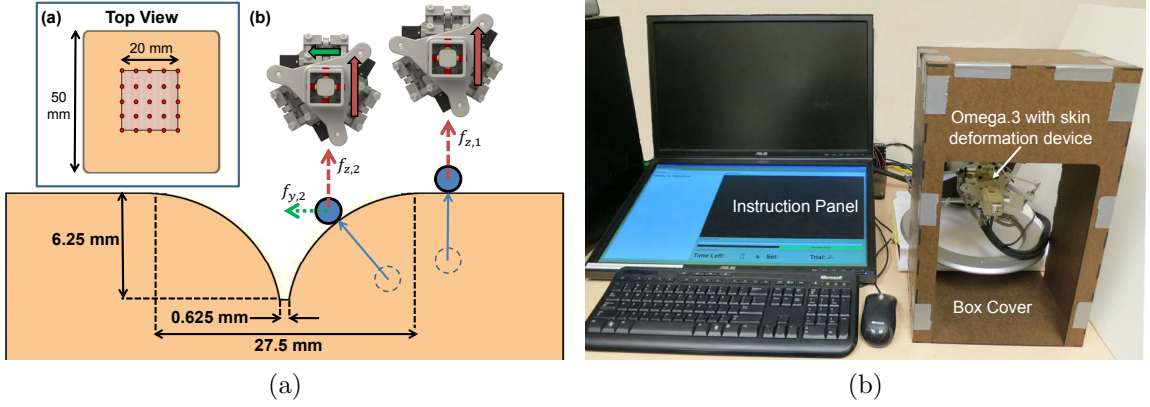 (a)
Top View
20 mm
50
mm
(b)
f_{z,1}
f_{z,2}
f_{y,2}
6.25 mm
0.625 mm
27.5 mm
(a)
Omega.3 with skin
deformation device
Instruction Panel
Time Left:
s Set:
Trial:
ASUS
Microsoft
Box Cover
(b)